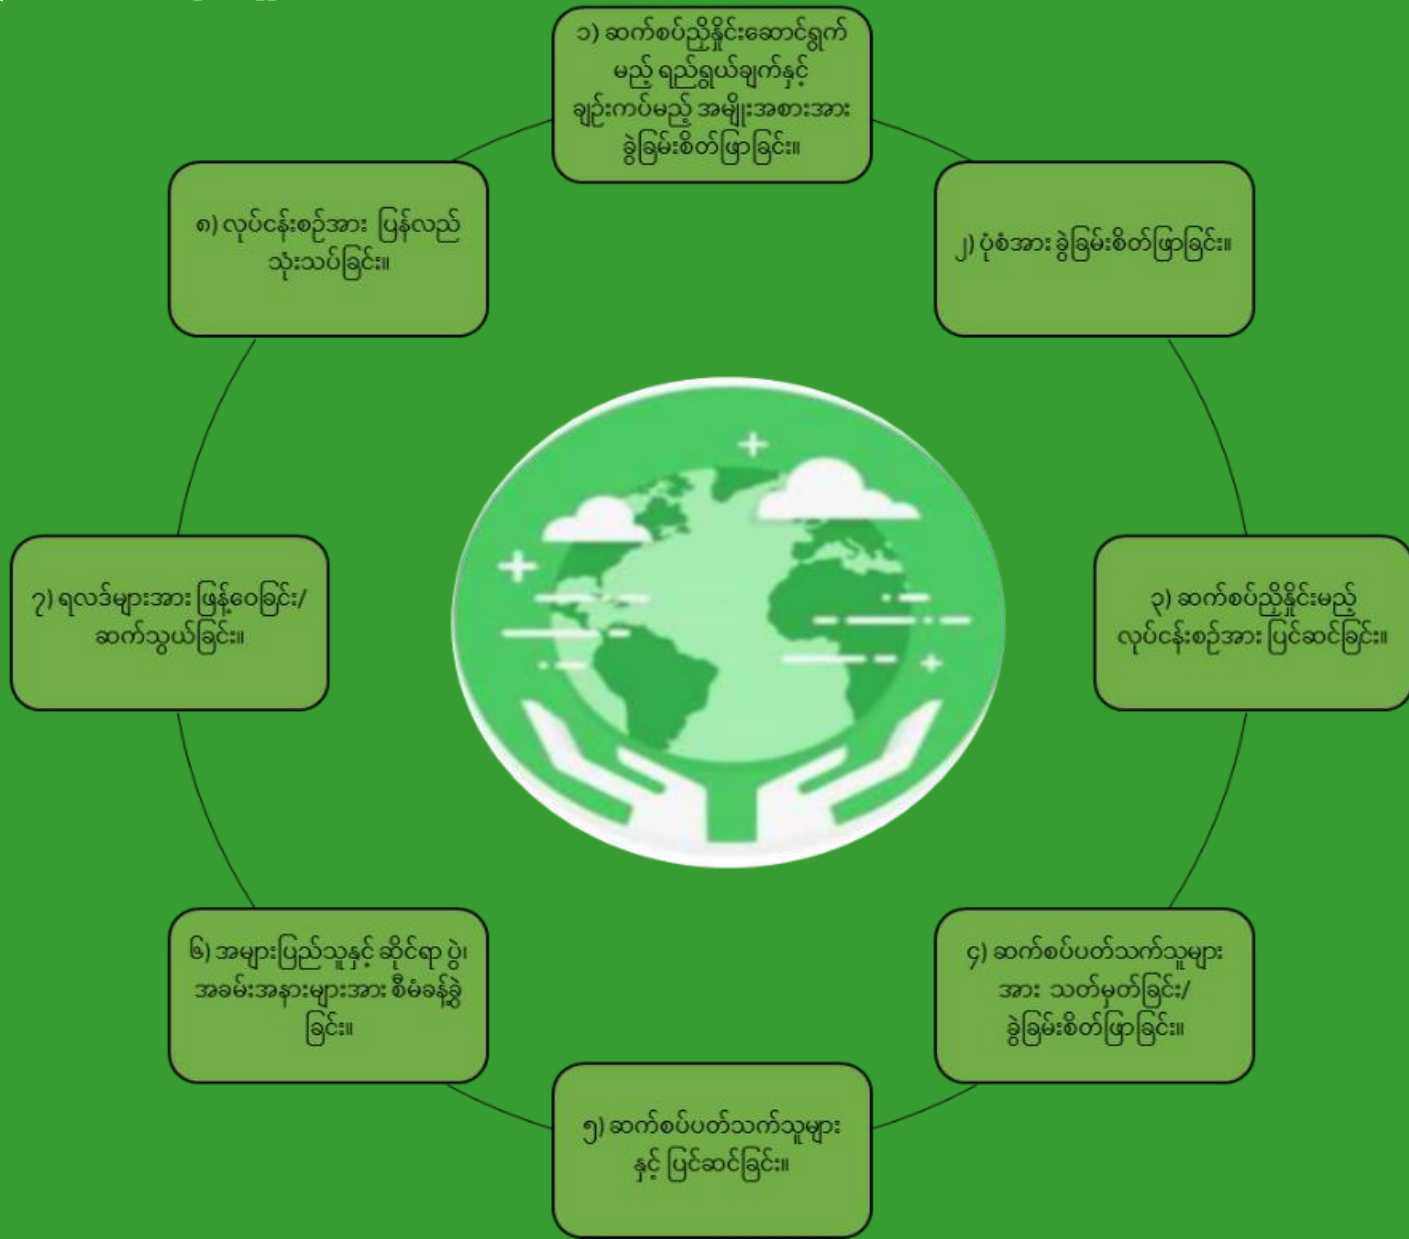 ၁) ဆက်စပ်ညှိနှိုင်းဆောင်ရွက်
မည့် ရည်ရွယ်ချက်နှင့်
ချဉ်းကပ်မည့် အမျိုးအစားအား
ခွဲခြမ်းစိတ်ဖြာခြင်း။
၂) ပုံစံအား ခွဲခြမ်းစိတ်ဖြာခြင်း။
၃) ဆက်စပ်ညှိနှိုင်းမည့်
လုပ်ငန်းစဉ်အား ပြင်ဆင်ခြင်း။
၄) ဆက်စပ်ပတ်သက်သူများ
အား သတ်မှတ်ခြင်း/
ခွဲခြမ်းစိတ်ဖြာခြင်း။
၅) ဆက်စပ်ပတ်သက်သူများ
နှင့် ပြင်ဆင်ခြင်း။
၆) အများပြည်သူနှင့် ဆိုင်ရာ ပွဲ၊
အခမ်းအနားများအား စီမံခန့်ခွဲ
ခြင်း။
၇) ရလဒ်များအား ဖြန့်ဝေခြင်း/
ဆက်သွယ်ခြင်း။
၈) လုပ်ငန်းစဉ်အား ပြန်လည်
သုံးသပ်ခြင်း။